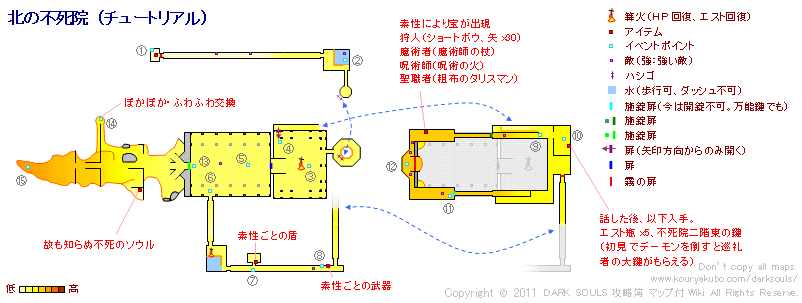 北の不死院（チュートリアル）
①
②
素性により宝が出現
狩人(ショートボウ、矢 x30)
魔術者(魔術師の杖)
呪術師(呪術の火)
聖職者(粗布のタリスマン)
篝火(ＨＰ回復、エスト回復)
アイテム
イベントポイント
敵(強：強い敵)
ハシゴ
水(歩行可、ダッシュ不可)
施錠扉(今は開錠不可。万能鍵でも)
施錠扉
施錠扉
扉(矢印方向からのみ開く)
扉
霧の扉
ぽかぽか・ふわふわ交換
⑭
⑮
⑬
⑤
④
③
⑥
⑫
⑨
⑩
⑪
故も知らぬ不死のソウル
素性ごとの盾
⑦
⑧
素性ごとの武器
話した後、以下入手。
エスト瓶 x5、不死院二階東の鍵
(初見でデーモンを倒すと巡礼
者の大鍵がもらえる)
低
高
Don't copy all maps.
www.kouryakubo.com/darksouls/
Copyright © 2011 DARK SOULS 攻略簿 マップ付 Wiki All Rights Reserve.